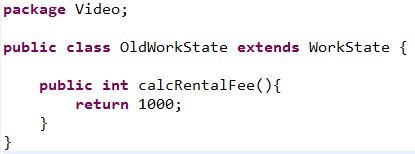 package Video;
public class OldWorkState extends WorkState {
public int calcRentalFee(){
return 1000;
}
}